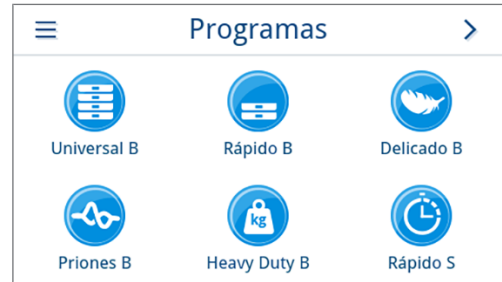 Programas
Universal B
Rápido B
Delicado B
kg
Priones B
Heavy Duty B
Rápido S